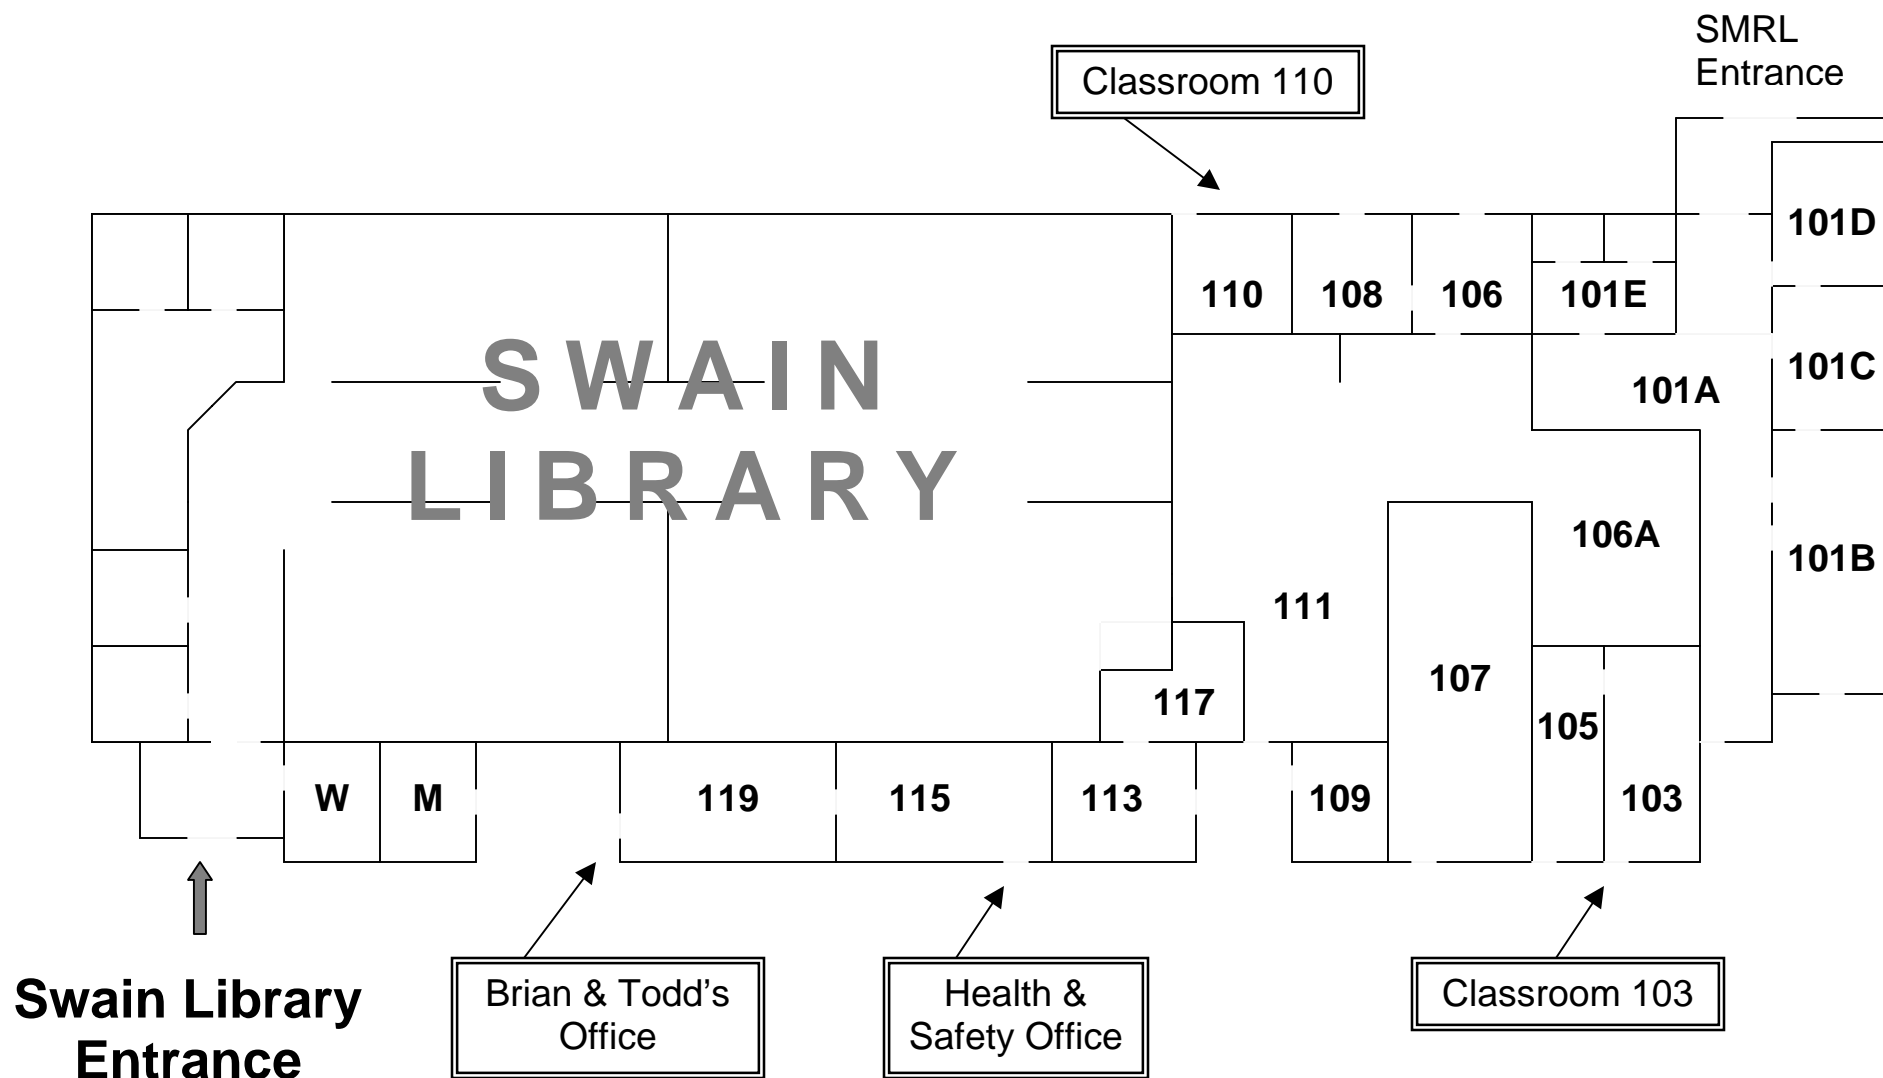 SMRL
Entrance
Classroom 110
101D
110
108
106
101E
SWAIN
LIBRARY
101A
101C
106A
101B
111
107
117
105
W
M
119
115
113
109
103
Swain Library
Entrance
Brian & Todd's
Office
Health &
Safety Office
Classroom 103